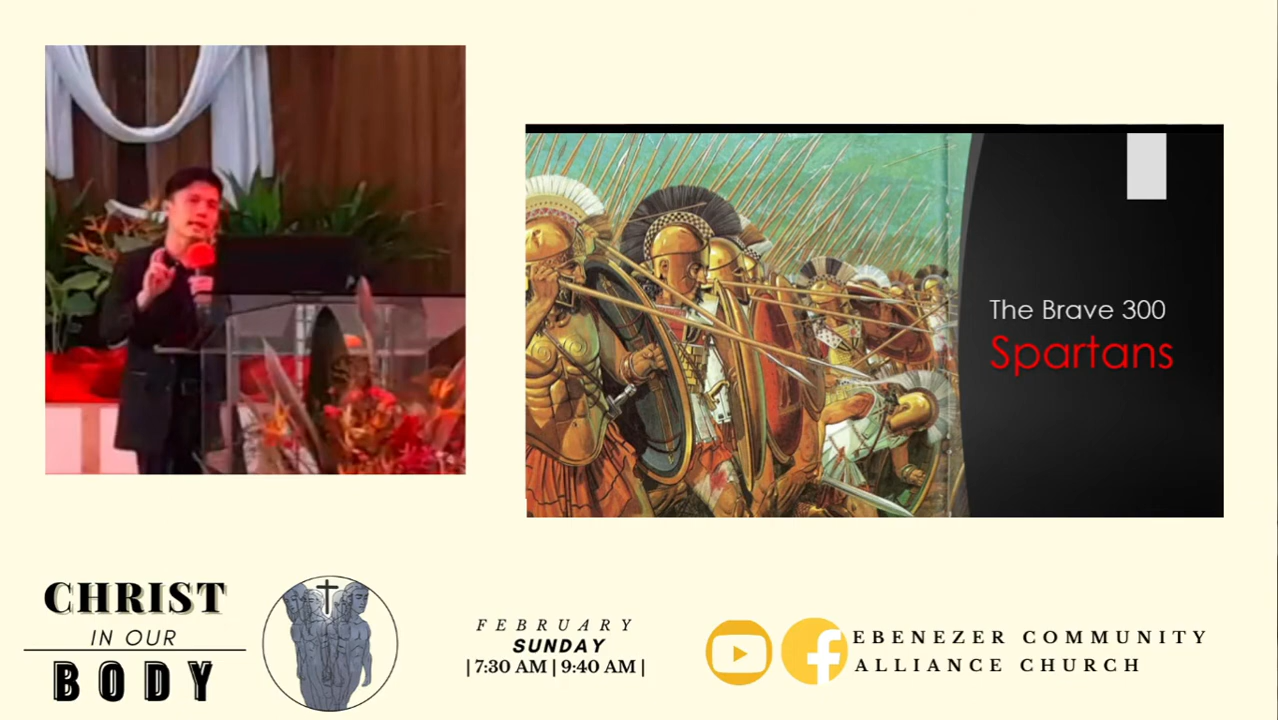 The Brave 300
Spartans
CHRIST
IN OUR
BODY
FEBRUARY
SUNDAY
| 7:30 AM | 9:40 AM |
EBENEZER COMMUNITY
ALLIANCE CHURCH